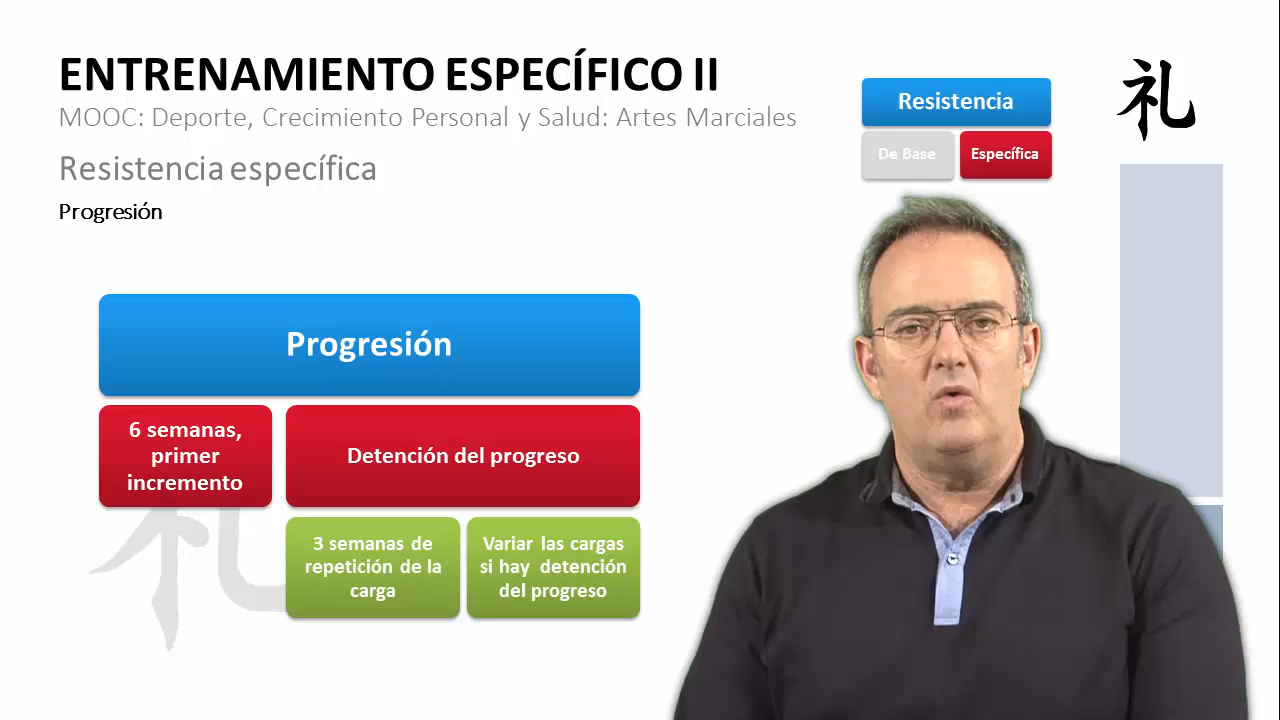 ENTRENAMIENTO ESPECÍFICO II
MOOC: Deporte, Crecimiento Personal y Salud: Artes Marciales
Resistencia específica
Progresión
Resistencia
De Base
Específica
礼
Progresión
6 semanas,
primer
incremento
Detención del progreso
3 semanas de
repetición de la
carga
Variar las cargas
si hay detención
del progreso